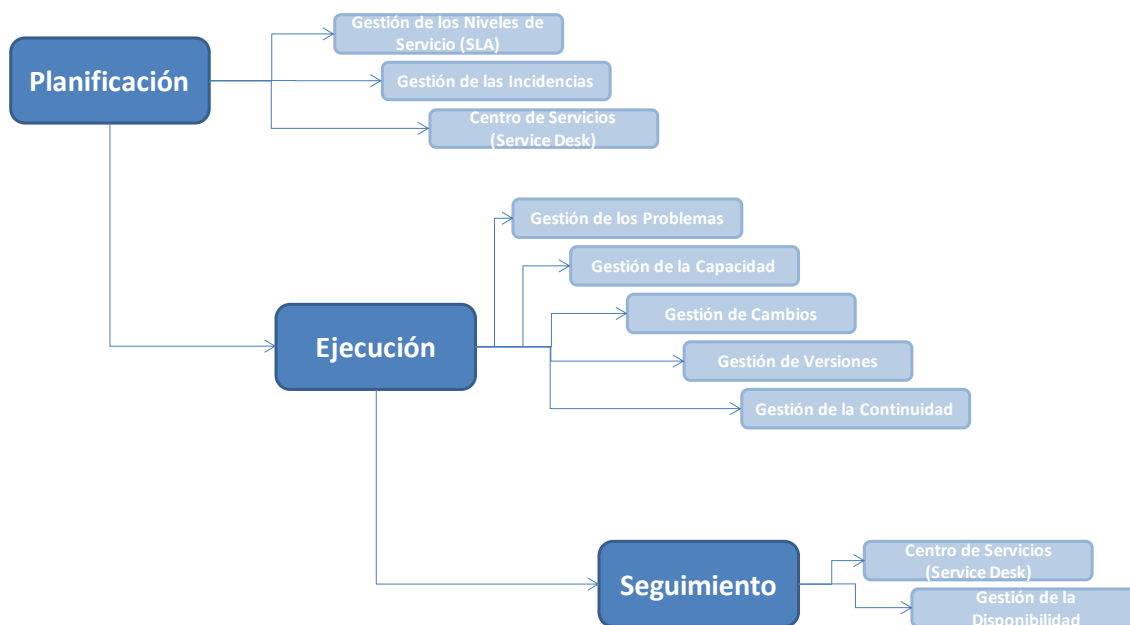 Gestión de los Niveles de
Servicio (SLA)
Planificación
Gestión de las Incidencias
Centro de Servicios
(Service Desk)
Gestión de los Problemas
Gestión de la Capacidad
Gestión de Cambios
Ejecución
Gestión de Versiones
Gestión de la Continuidad
Centro de Servicios
(Service Desk)
Seguimiento
Gestión de la
Disponibilidad